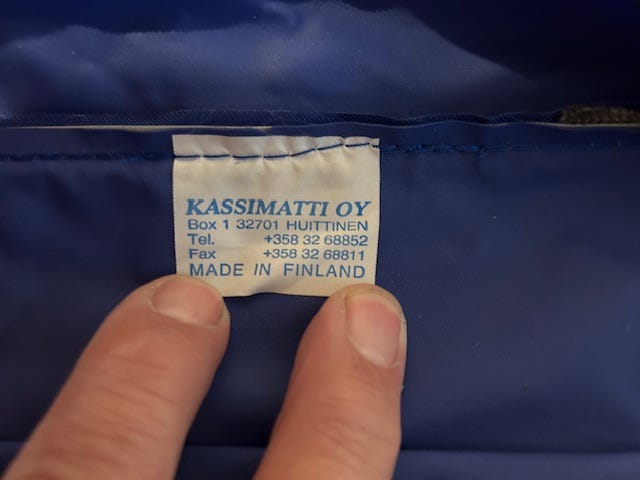 KASSIMATTI OY
Box 1 32701 HUITTINEN
Tel. +358 32 68852
Fax +358 32 68811
MADE IN FINLAND